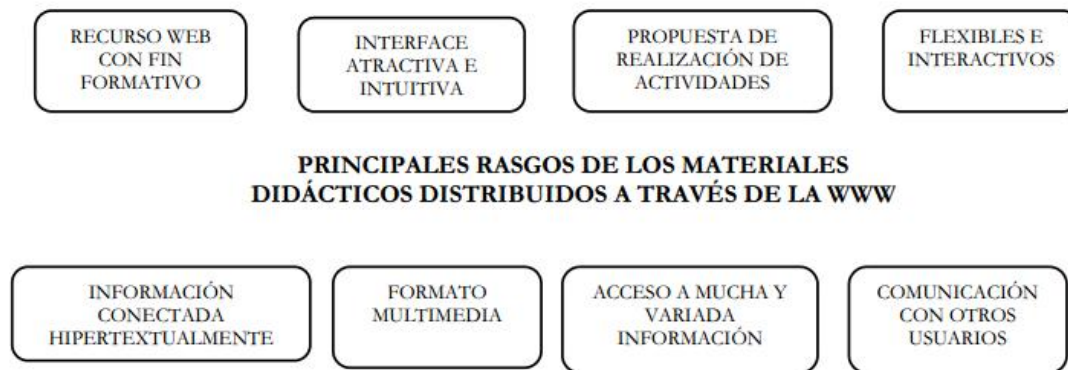 RECURSO WEB
CON FIN
FORMATIVO
INTERFACE
ATRACTIVA E
INTUITIVA
PROPUESTA DE
REALIZACIÓN DE
ACTIVIDADES
FLEXIBLES E
INTERACTIVOS
PRINCIPALES RASGOS DE LOS MATERIALES
DIDÁCTICOS DISTRIBUIDOS A TRAVÉS DE LA WWW
INFORMACIÓN
CONECTADA
HIPERTEXTUALMENTE
FORMATO
MULTIMEDIA
ACCESO A MUCHA Y
VARIADA
INFORMACIÓN
COMUNICACIÓN
CON OTROS
USUARIOS